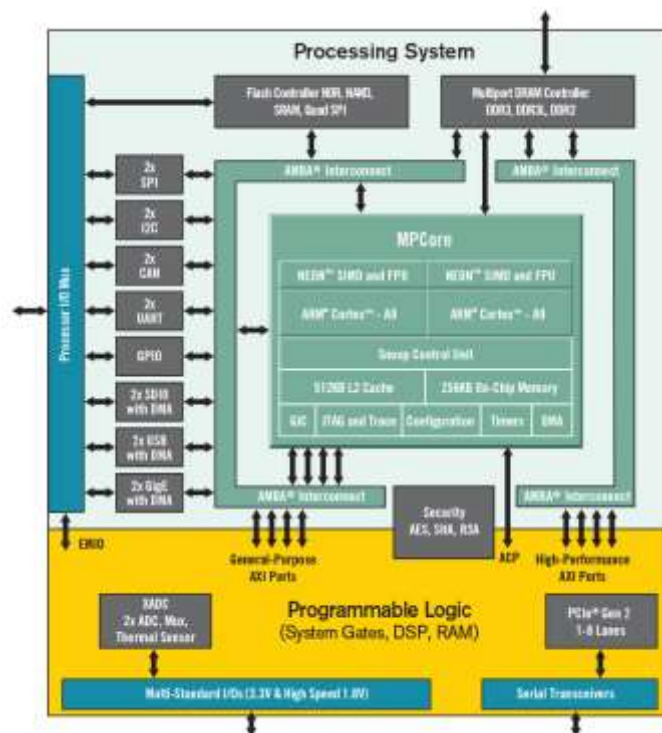 Processing System
Flash Controller NOR, NAND,
SRAM, Quad SPI
Multiport DRAM Controller
DDR3, DDR3L, DDR2
Processor I/O Mux
2x
SPI
2x
I2C
2x
CAN
2x
UART
GPIO
2x SDIO
with DMA
2x USB
with DMA
2x GigE
with DMA
AMBA® Interconnect
AMBA® Interconnect
MPCore
NEON™ SIMD and FPU
NEON™ SIMD and FPU
ARM® Cortex™ - A9
ARM® Cortex™ - A9
Snoop Control Unit
512KB L2 Cache
256KB On-Chip Memory
GIC
JTAG and Trace
Configuration
Timers
DMA
AMBA® Interconnect
AMBA® Interconnect
Security
AES, SHA, RSA
EMIO
General-Purpose
AXI Ports
ACP
High-Performance
AXI Ports
XADC
2x ADC, Mux,
Thermal Sensor
Programmable Logic
(System Gates, DSP, RAM)
PCIe® Gen 2
1-8 Lanes
Multi-Standard I/Os (3.3V & High Speed 1.8V)
Serial Transceivers